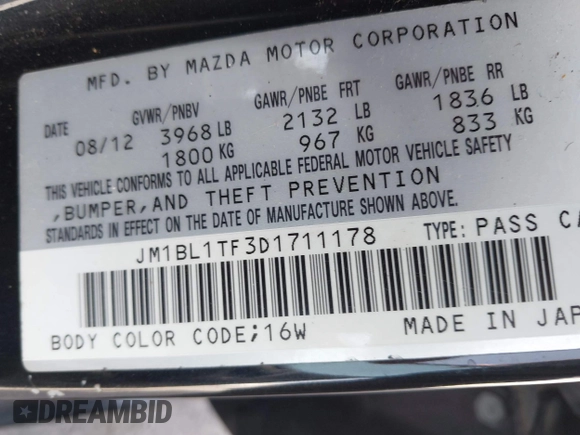 MFD. BY MAZDA MOTOR CORPORATION
DATE GVWR/PNBV GAWR/PNBE FRT GAWR/PNBE RR
08/12 3968 LB 2132 LB 1836 LB
1800 KG 967 KG 833 KG
THIS VEHICLE CONFORMS TO ALL APPLICABLE FEDERAL MOTOR VEHICLE SAFETY
,BUMPER,AND THEFT PREVENTION
STANDARDS IN EFFECT ON THE DATE OF MANUFACTURE SHOWN ABOVE.
JM1BL1TF3D1711178 TYPE: PASS CA
BODY COLOR CODE;16W MADE IN JAP
DREAMBID